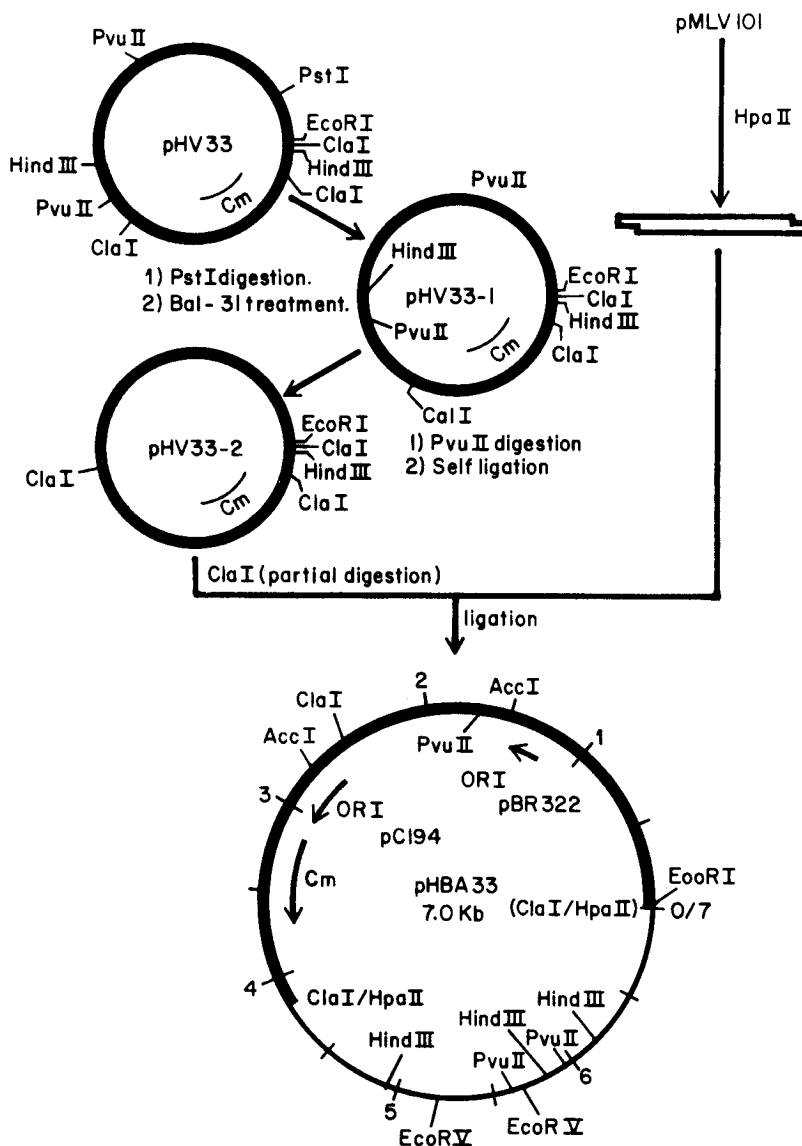 pMLV 101
HpaⅡ
PvuⅡ
PstⅠ
EcoRⅠ
ClaⅠ
HindⅢ
ClaⅠ
pHV33
HindⅢ
PvuⅡ
ClaⅠ
Cm
1) PstⅠdigestion.
2) Bal-31 treatment.
PvuⅡ
HindⅢ
pHV33-1
EcoRⅠ
ClaⅠ
HindⅢ
ClaⅠ
PvuⅡ
Cm
CalⅠ
1) PvuⅡ digestion
2) Self ligation
pHV33-2
EcoRⅠ
ClaⅠ
HindⅢ
ClaⅠ
ClaⅠ
Cm
ClaⅠ(partial digestion)
ligation
2
AccⅠ
ClaⅠ
AccⅠ
PvuⅡ
1
ORⅠ
pBR322
3
ORⅠ
pC194
Cm
pHBA33
7.0 Kb
(ClaⅠ/HpaⅡ)
EooRⅠ
0/7
4
ClaⅠ/HpaⅡ
HindⅢ
HindⅢ
HindⅢ
PvuⅡ
PvuⅡ
6
5
EcoRⅤ
EcoRⅤ